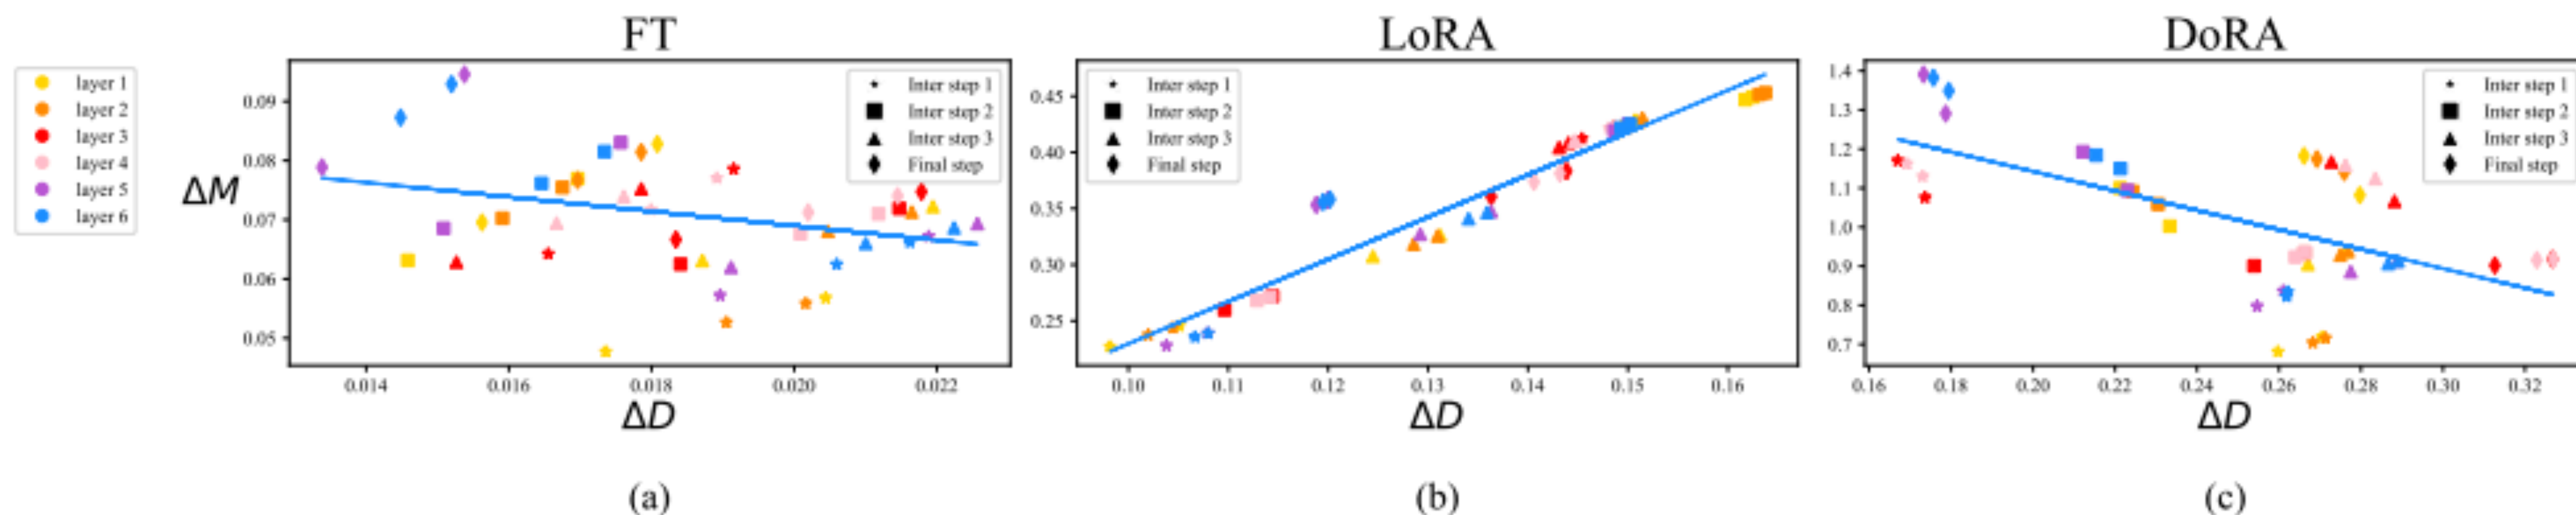 FT
LoRA
DoRA
layer 1
layer 2
layer 3
layer 4
layer 5
layer 6
ΔM
0.09
0.08
0.07
0.06
0.05
Inter step 1
Inter step 2
Inter step 3
Final step
0.014 0.016 0.018 0.020 0.022
ΔD
(a)
0.45
0.40
0.35
0.30
0.25
Inter step 1
Inter step 2
Inter step 3
Final step
0.10 0.11 0.12 0.13 0.14 0.15 0.16
ΔD
(b)
1.4
1.3
1.2
1.1
1.0
0.9
0.8
0.7
Inter step 1
Inter step 2
Inter step 3
Final step
0.16 0.18 0.20 0.22 0.24 0.26 0.28 0.30 0.32
ΔD
(c)